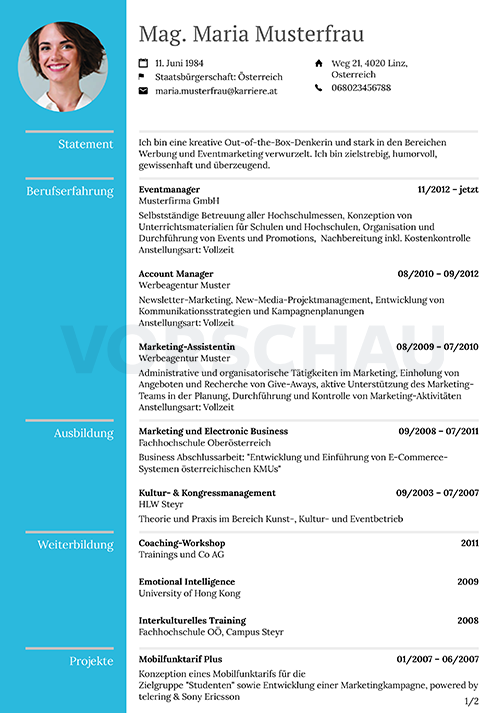 Mag. Maria Musterfrau
11. Juni 1984
Staatsbürgerschaft: Österreich
maria.musterfrau@karriere.at
Weg 21, 4020 Linz,
Österreich
068023456788
Statement
Ich bin eine kreative Out-of-the-Box-Denkerin und stark in den Bereichen
Werbung und Eventmarketing verwurzelt. Ich bin zielstrebig, humorvoll,
gewissenhaft und überzeugend.
Berufserfahrung
Eventmanager 11/2012 – jetzt
Musterfirma GmbH
Selbstständige Betreuung aller Hochschulmessen, Konzeption von
Unterrichtsmaterialien für Schulen und Hochschulen, Organisation und
Durchführung von Events und Promotions, Nachbereitung inkl. Kostenkontrolle
Anstellungsart: Vollzeit
Account Manager 08/2010 – 09/2012
Werbeagentur Muster
Newsletter-Marketing, New-Media-Projektmanagement, Entwicklung von
Kommunikationsstrategien und Kampagnenplanungen
Anstellungsart: Vollzeit
VORSCHAU
Marketing-Assistentin 08/2009 – 07/2010
Werbeagentur Muster
Administrative und organisatorische Tätigkeiten im Marketing, Einholung von
Angeboten und Recherche von Give-Aways, aktive Unterstützung des Marketing-
Teams in der Planung, Durchführung und Kontrolle von Marketing-Aktivitäten
Anstellungsart: Vollzeit
Ausbildung
Marketing und Electronic Business 09/2008 – 07/2011
Fachhochschule Oberösterreich
Business Abschlussarbeit: "Entwicklung und Einführung von E-Commerce-
Systemen österreichischen KMUs"
Kultur- & Kongressmanagement 09/2003 – 07/2007
HLW Steyr
Theorie und Praxis im Bereich Kunst-, Kultur- und Eventbetrieb
Weiterbildung
Coaching-Workshop 2011
Trainings und Co AG
Emotional Intelligence 2009
University of Hong Kong
Interkulturelles Training 2008
Fachhochschule OÖ, Campus Steyr
Projekte
Mobilfunktarif Plus 01/2007 – 06/2007
Konzeption eines Mobilfunktarifs für die
Zielgruppe "Studenten" sowie Entwicklung einer Marketingkampagne, powered by
telering & Sony Ericsson
1/2